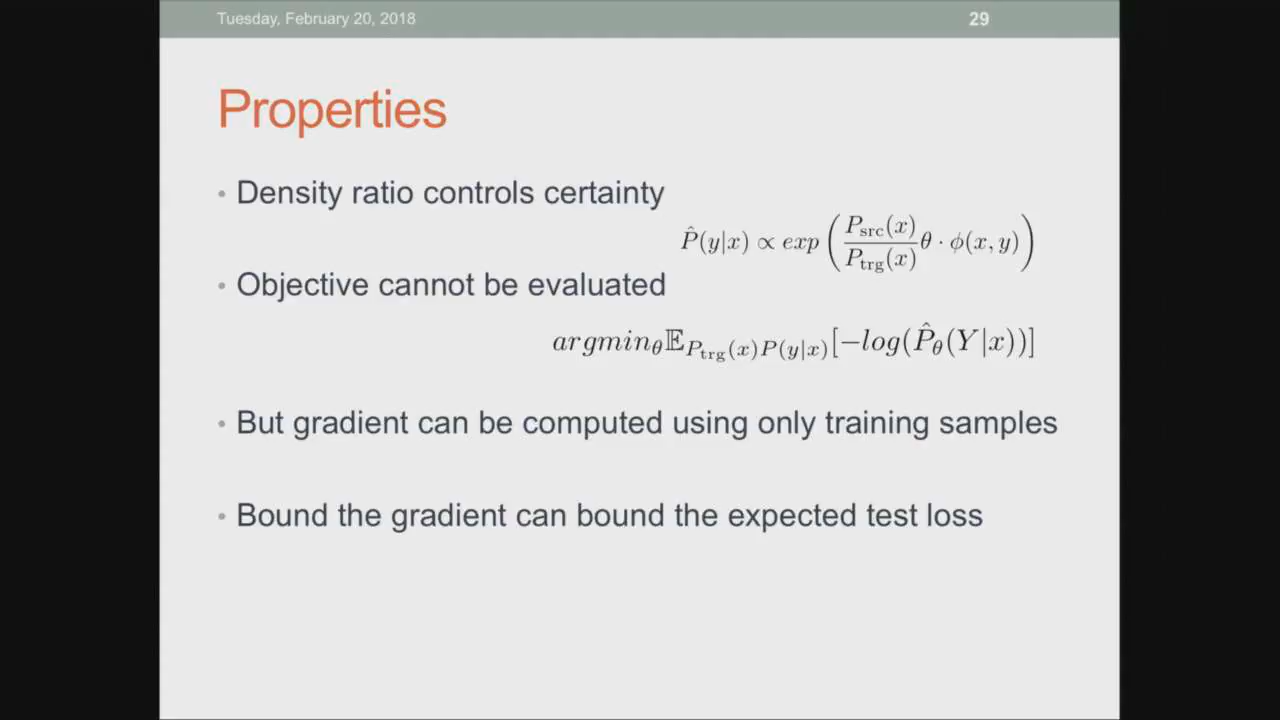 Tuesday, February 20, 2018
29
Properties
• Density ratio controls certainty
P̂(y|x) ∝ exp ( P_src(x) / P_trg(x) θ · ϕ(x, y) )
• Objective cannot be evaluated
argmin_θ 𝔼_{P_trg(x)P(y|x)}[−log(P̂_θ(Y|x))]
• But gradient can be computed using only training samples
• Bound the gradient can bound the expected test loss